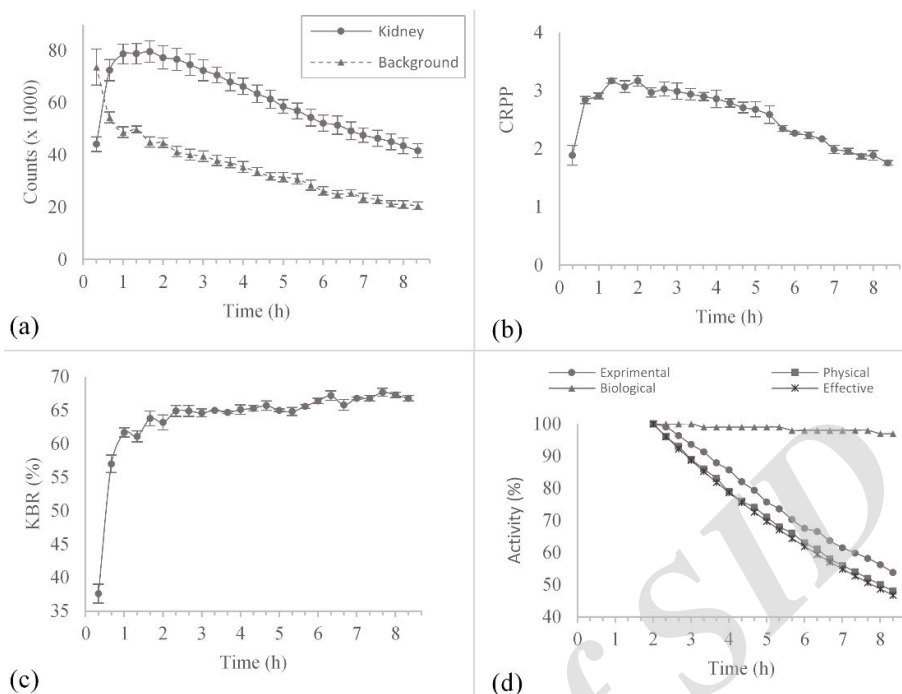 Kidney
Background
Counts (x 1000)
80
60
40
20
0
0 1 2 3 4 5 6 7 8
Time (h)
(a)
CRPP
4
3
2
1
0
0 1 2 3 4 5 6 7 8
Time (h)
(b)
KBR (%)
70
65
60
55
50
45
40
35
0 1 2 3 4 5 6 7 8
Time (h)
(c)
Exprimental Physical
Biological Effective
Activity (%)
100
90
80
70
60
50
40
0 1 2 3 4 5 6 7 8
Time (h)
(d)
of SID